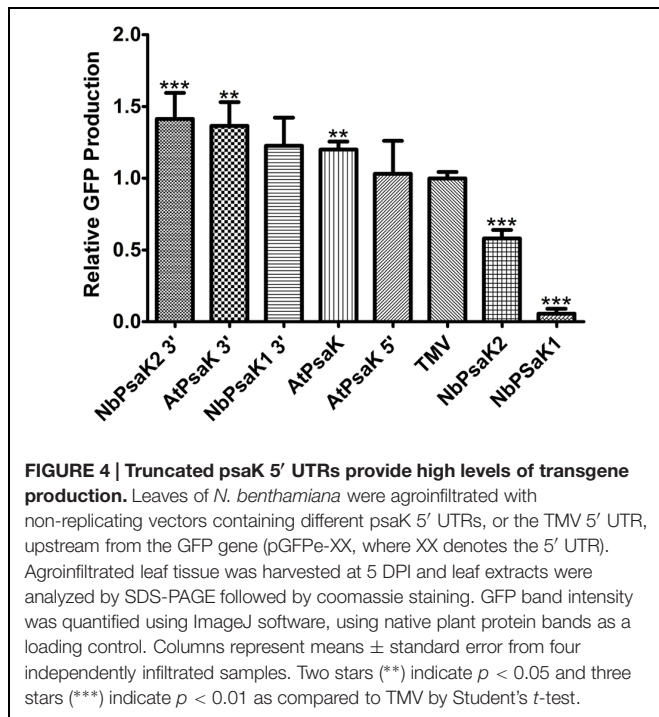 2.0
***
**
1.5
**
1.0
***
0.5
***
0.0
Relative GFP Production
NbPsaK2 3'
AtPsaK 3'
NbPsaK1 3'
AtPsaK
AtPsaK 5'
TMV
NbPsaK2
NbPSaK1
FIGURE 4 | Truncated psaK 5′ UTRs provide high levels of transgene
production. Leaves of N. benthamiana were agroinfiltrated with
non-replicating vectors containing different psaK 5′ UTRs, or the TMV 5′ UTR,
upstream from the GFP gene (pGFPe-XX, where XX denotes the 5′ UTR).
Agroinfiltrated leaf tissue was harvested at 5 DPI and leaf extracts were
analyzed by SDS-PAGE followed by coomassie staining. GFP band intensity
was quantified using ImageJ software, using native plant protein bands as a
loading control. Columns represent means ± standard error from four
independently infiltrated samples. Two stars (**) indicate p < 0.05 and three
stars (***) indicate p < 0.01 as compared to TMV by Student's t-test.